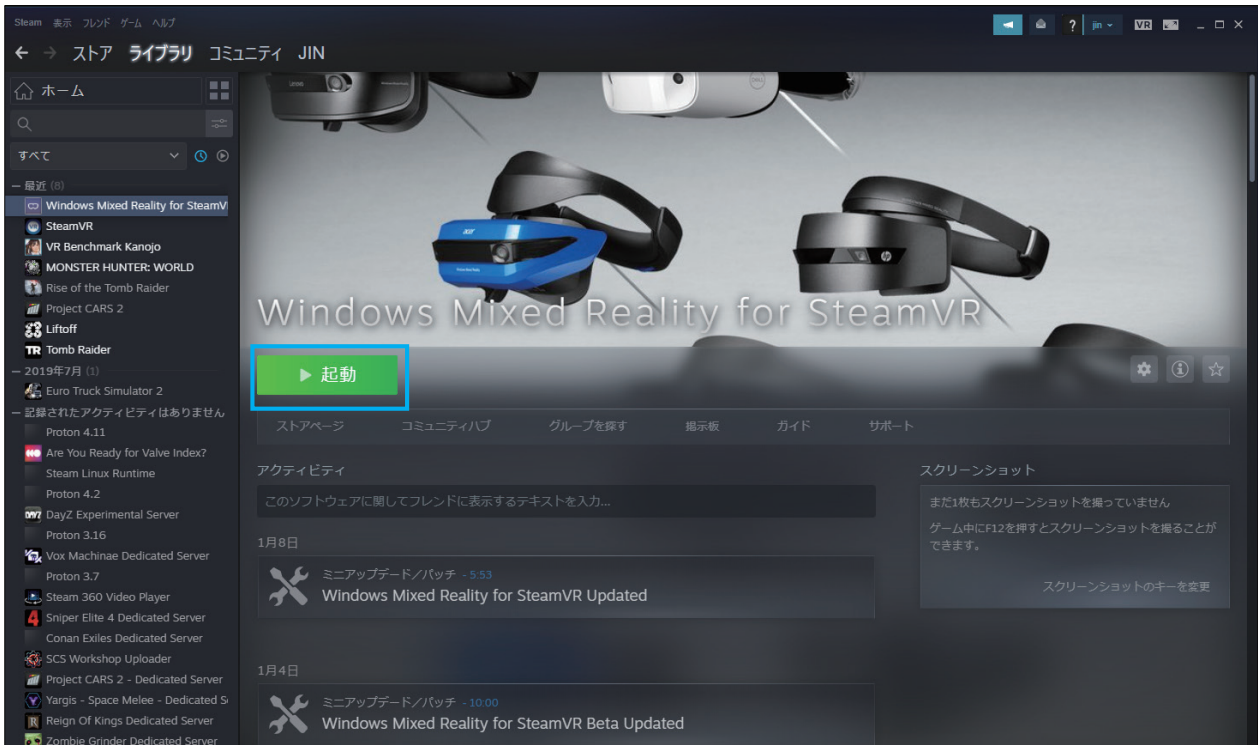 Steam 表示 フレンド ゲーム ヘルプ
? jin VR
ストア ライブラリ コミュニティ JIN
ホーム
すべて
最近 (8)
Windows Mixed Reality for SteamV
SteamVR
VR Benchmark Kanojo
MONSTER HUNTER: WORLD
Rise of the Tomb Raider
Project CARS 2
Liftoff
TR Tomb Raider
2019年7月 (1)
Euro Truck Simulator 2
記録されたアクティビティはありません
Proton 4.11
Are You Ready for Valve Index?
Steam Linux Runtime
Proton 4.2
DayZ Experimental Server
Proton 3.16
Vox Machinae Dedicated Server
Proton 3.7
Steam 360 Video Player
Sniper Elite 4 Dedicated Server
Conan Exiles Dedicated Server
SCS Workshop Uploader
Project CARS 2 - Dedicated Server
Yargis - Space Melee - Dedicated S
Reign Of Kings Dedicated Server
Zombie Grinder Dedicated Server
Lenovo
DELL
acer
hp
Windows Mixed Reality for SteamVR
起動
ストアページ コミュニティハブ グループを探す 掲示板 ガイド サポート
アクティビティ
このソフトウェアに関してフレンドに表示するテキストを入力...
1月8日
ミニアップデード／パッチ - 5:53
Windows Mixed Reality for SteamVR Updated
1月4日
ミニアップデード／パッチ - 10:00
Windows Mixed Reality for SteamVR Beta Updated
スクリーンショット
まだ1枚もスクリーンショットを撮っていません
ゲーム中にF12を押すとスクリーンショットを撮ることが
できます。
スクリーンショットのキーを変更